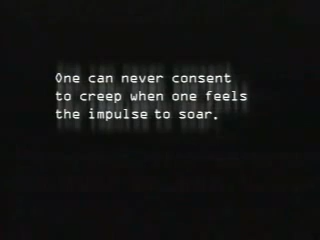 One can never consent
to creep when one feels
the impulse to soar.